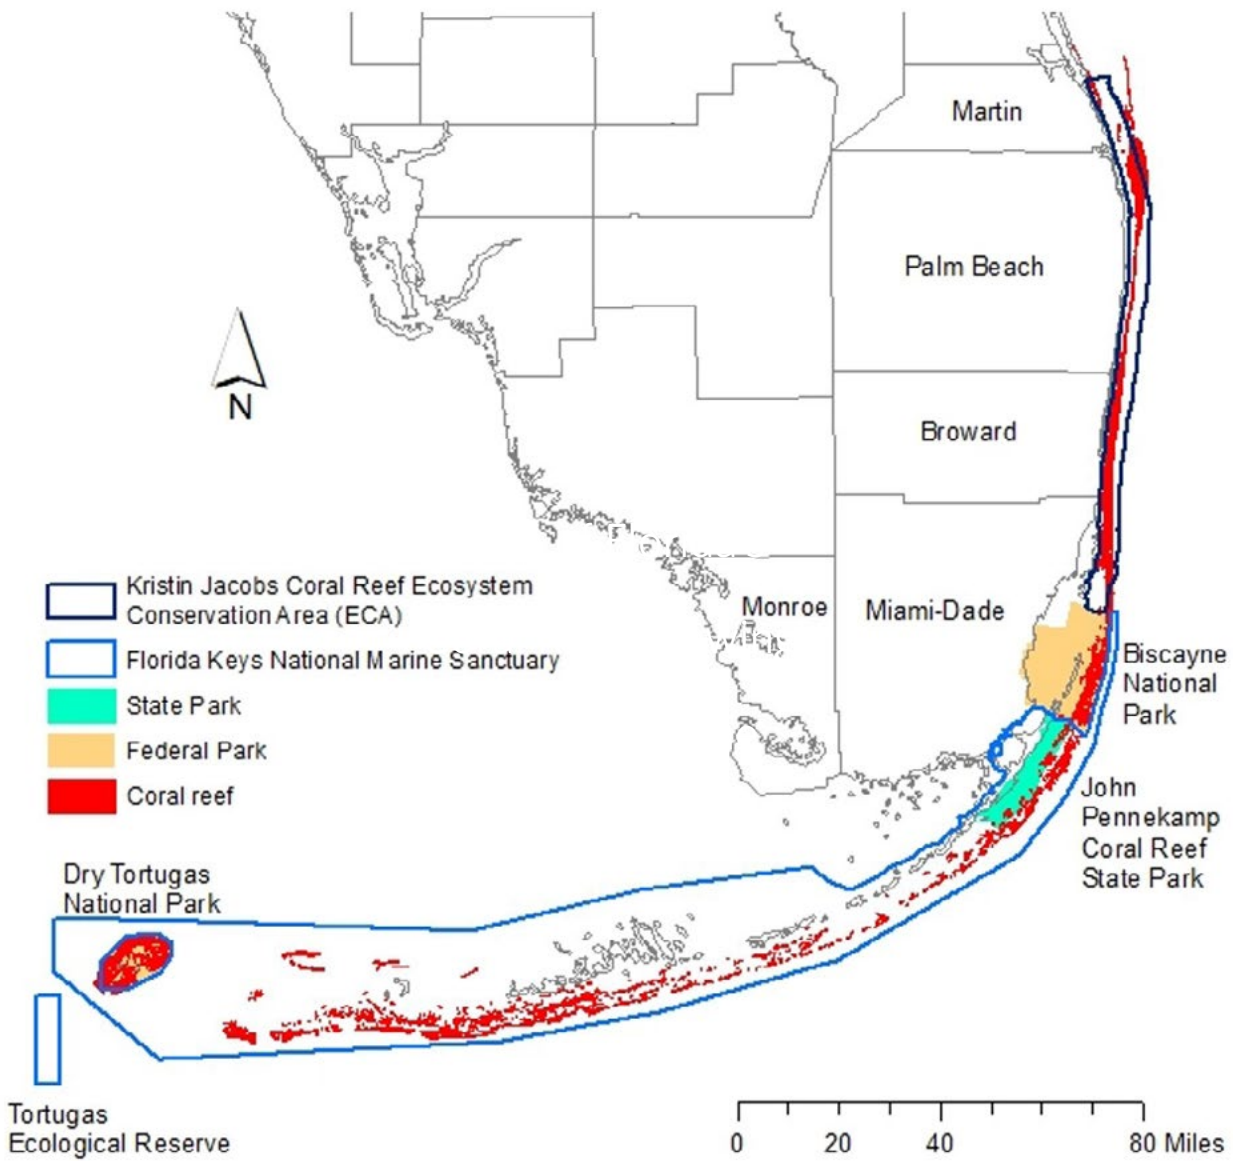 Martin
Palm Beach
N
Broward
Kristin Jacobs Coral Reef Ecosystem
Conservation Area (ECA)
Monroe
Miami-Dade
Florida Keys National Marine Sanctuary
Biscayne
National
Park
State Park
Federal Park
Coral reef
John
Pennekamp
Coral Reef
State Park
Dry Tortugas
National Park
Tortugas
Ecological Reserve
0 20 40 80 Miles